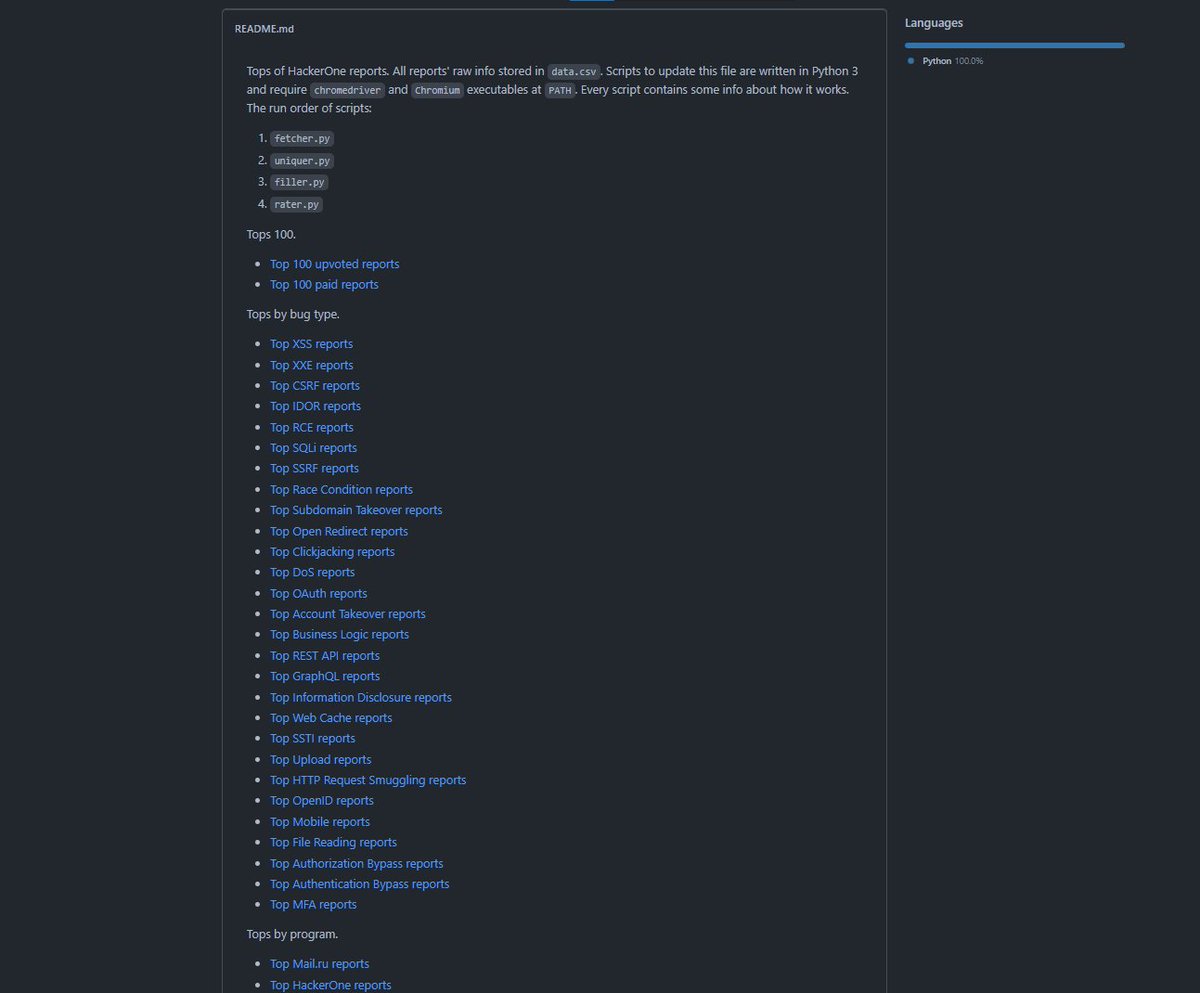 README.md
Tops of HackerOne reports. All reports' raw info stored in data.csv. Scripts to update this file are written in Python 3
and require chromedriver and Chromium executables at PATH. Every script contains some info about how it works.
The run order of scripts:
1. fetcher.py
2. uniquer.py
3. filler.py
4. rater.py
Tops 100.
• Top 100 upvoted reports
• Top 100 paid reports
Tops by bug type.
• Top XSS reports
• Top XXE reports
• Top CSRF reports
• Top IDOR reports
• Top RCE reports
• Top SQLi reports
• Top SSRF reports
• Top Race Condition reports
• Top Subdomain Takeover reports
• Top Open Redirect reports
• Top Clickjacking reports
• Top DoS reports
• Top OAuth reports
• Top Account Takeover reports
• Top Business Logic reports
• Top REST API reports
• Top GraphQL reports
• Top Information Disclosure reports
• Top Web Cache reports
• Top SSTI reports
• Top Upload reports
• Top HTTP Request Smuggling reports
• Top OpenID reports
• Top Mobile reports
• Top File Reading reports
• Top Authorization Bypass reports
• Top Authentication Bypass reports
• Top MFA reports
Tops by program.
• Top Mail.ru reports
• Top HackerOne reports
Languages
Python 100.0%